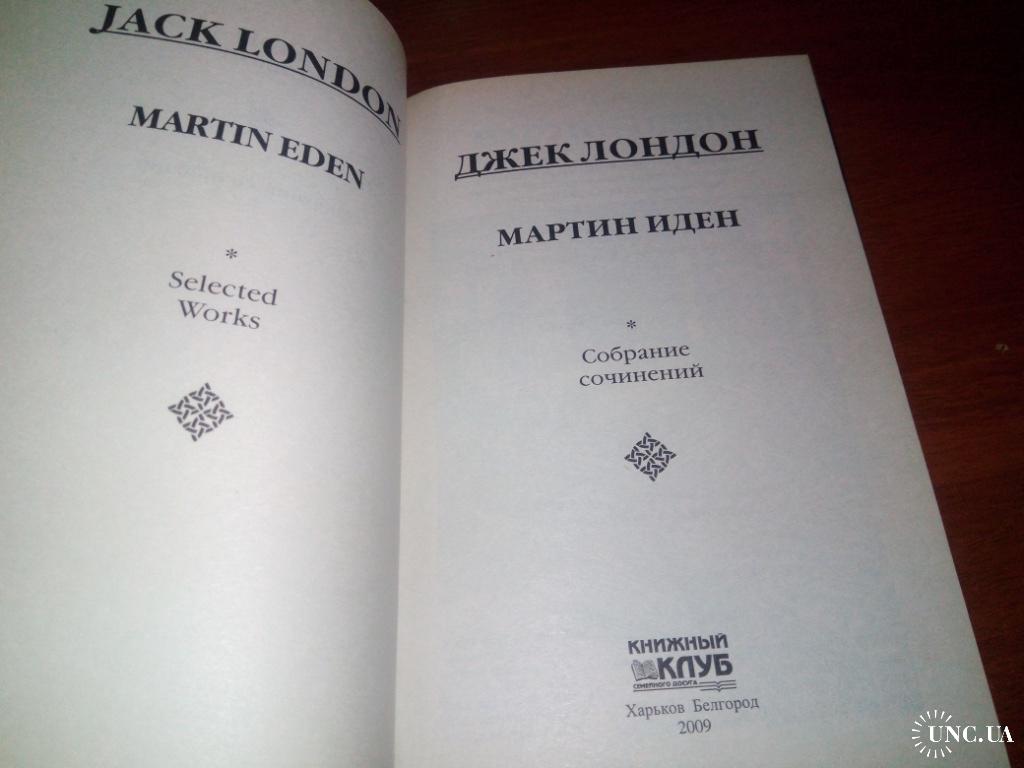 JACK LONDON
MARTIN EDEN
*
Selected
Works
ДЖЕК ЛОНДОН
МАРТИН ИДЕН
*
Собрание
сочинений
КНИЖНЫЙ
КЛУБ
СЕМЕЙНОГО ДОСУГА
Харьков Белгород
2009
UNC.UA